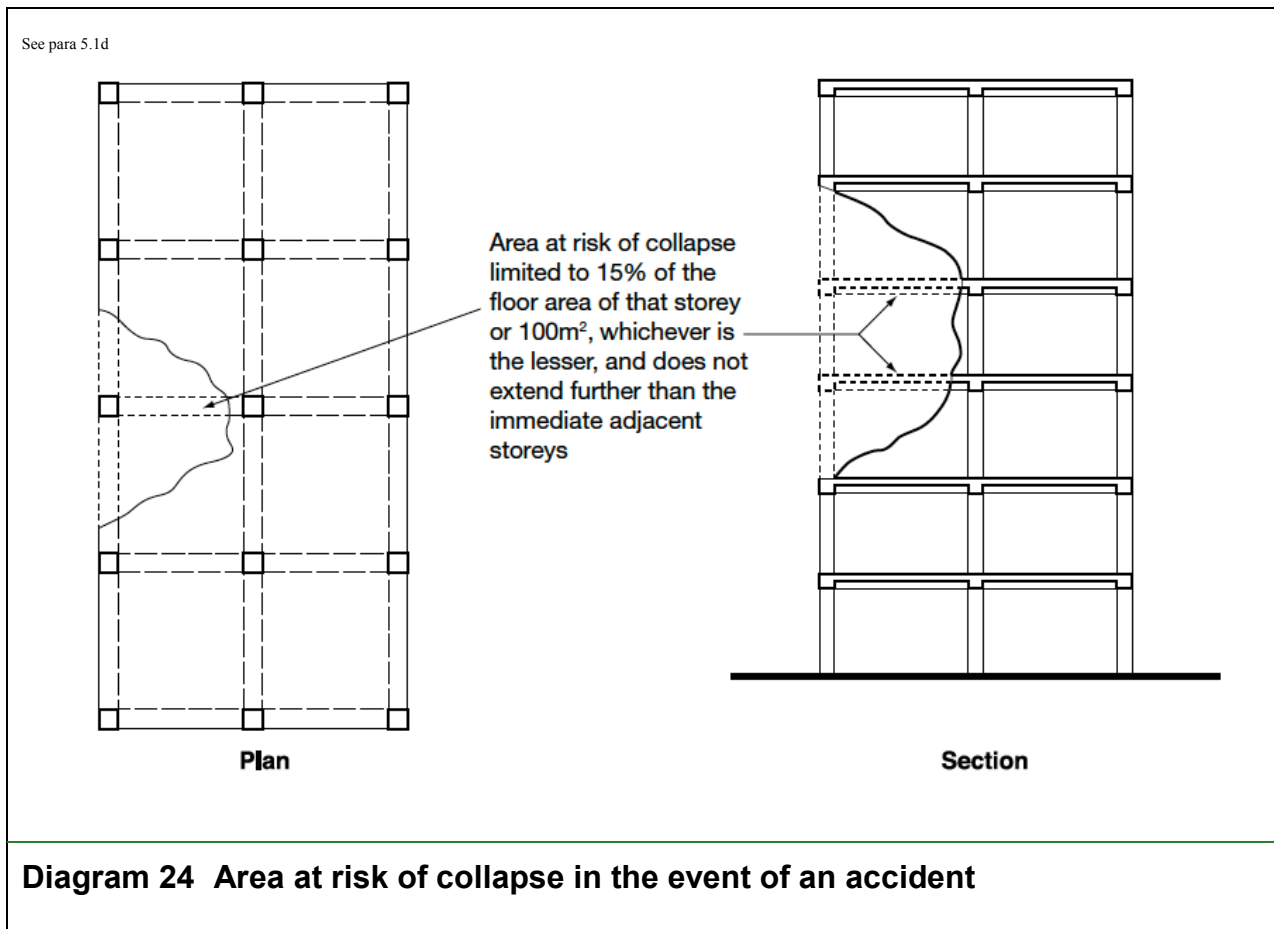 See para 5.1d
Area at risk of collapse
limited to 15% of the
floor area of that storey
or 100m², whichever is
the lesser, and does not
extend further than the
immediate adjacent
storeys
Plan
Section
Diagram 24 Area at risk of collapse in the event of an accident